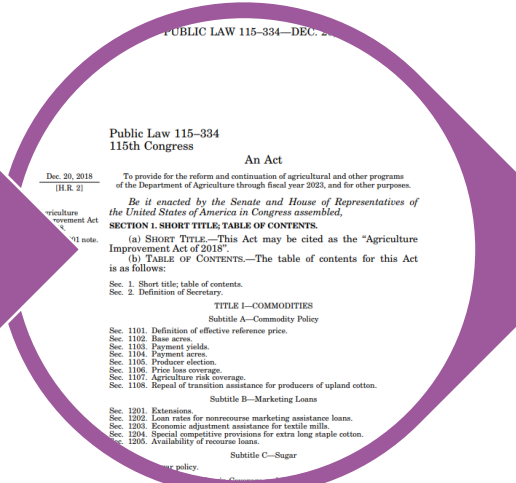 PUBLIC LAW 115–334—DEC.
Public Law 115–334
115th Congress
An Act
Dec. 20, 2018
[H.R. 2]
To provide for the reform and continuation of agricultural and other programs
of the Department of Agriculture through fiscal year 2023, and for other purposes.
Be it enacted by the Senate and House of Representatives of
the United States of America in Congress assembled,
Act
note.
SECTION 1. SHORT TITLE; TABLE OF CONTENTS.
(a) SHORT TITLE.—This Act may be cited as the “Agriculture
Improvement Act of 2018”.
(b) TABLE OF CONTENTS.—The table of contents for this Act
is as follows:
Sec. 1. Short title; table of contents.
Sec. 2. Definition of Secretary.
TITLE I—COMMODITIES
Subtitle A—Commodity Policy
Sec. 1101. Definition of effective reference price.
Sec. 1102. Base acres.
Sec. 1103. Payment yields.
Sec. 1104. Payment acres.
Sec. 1105. Producer election.
Sec. 1106. Price loss coverage.
Sec. 1107. Agriculture risk coverage.
Sec. 1108. Repeal of transition assistance for producers of upland cotton.
Subtitle B—Marketing Loans
Sec. 1201. Extensions.
Sec. 1202. Loan rates for nonrecourse marketing assistance loans.
Sec. 1203. Economic adjustment assistance for textile mills.
Sec. 1204. Special competitive provisions for extra long staple cotton.
Sec. 1205. Availability of recourse loans.
Subtitle C—Sugar
policy.